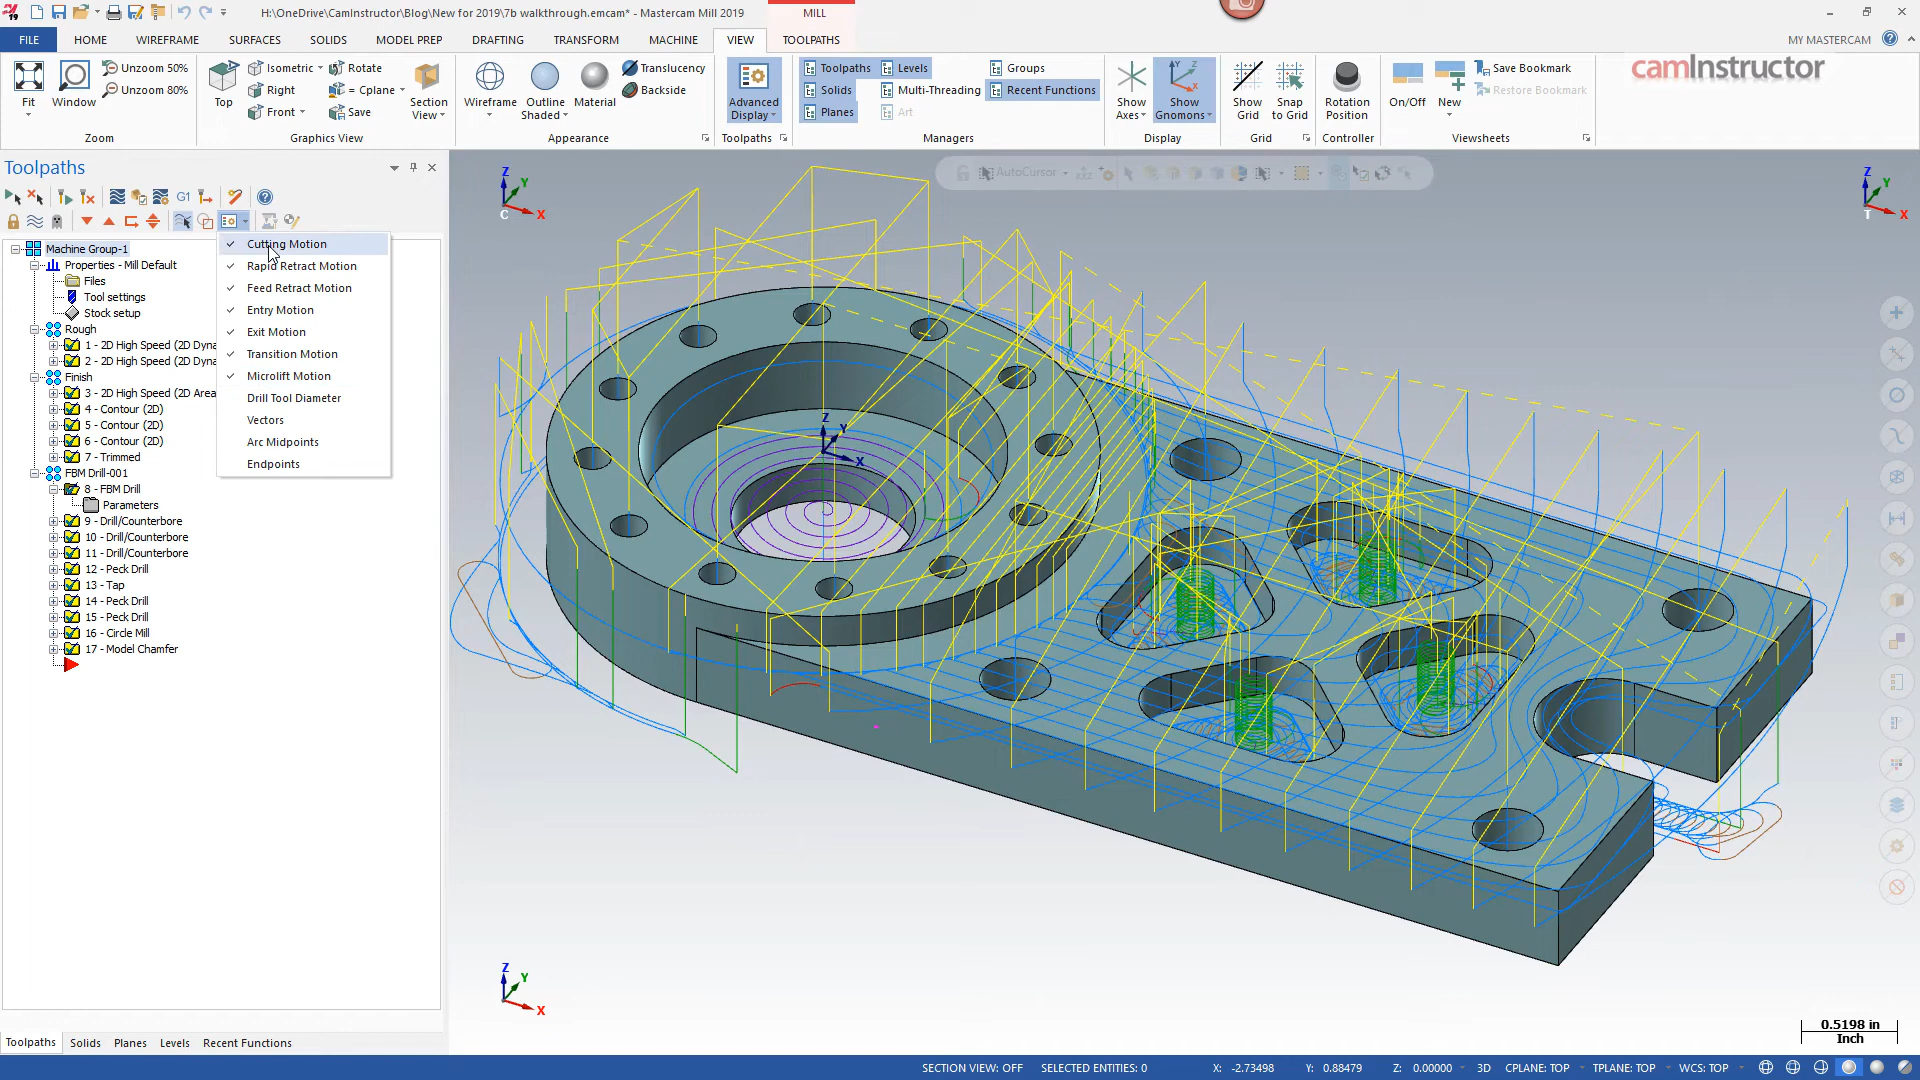 19
H:\OneDrive\CamInstructor\Blog\New for 2019\7b walkthrough.emcam* - Mastercam Mill 2019
MILL
FILE
HOME
WIREFRAME
SURFACES
SOLIDS
MODEL PREP
DRAFTING
TRANSFORM
MACHINE
VIEW
TOOLPATHS
MY MASTERCAM
Fit
Window
Unzoom 50%
Unzoom 80%
Zoom
Top
Isometric
Right
Front
Rotate
= Cplane
Save
Section View
Graphics View
Wireframe
Outline Shaded
Material
Translucency
Backside
Appearance
Advanced Display
Toolpaths
Toolpaths
Solids
Planes
Levels
Multi-Threading
Art
Groups
Recent Functions
Managers
Show Axes
Show Gnomons
Display
Show Grid
Snap to Grid
Grid
Rotation Position
Controller
On/Off
New
Save Bookmark
Restore Bookmark
Viewsheets
camInstructor
Toolpaths
G1
Cutting Motion
Rapid Retract Motion
Feed Retract Motion
Entry Motion
Exit Motion
Transition Motion
Microlift Motion
Drill Tool Diameter
Vectors
Arc Midpoints
Endpoints
Machine Group-1
Properties - Mill Default
Files
Tool settings
Stock setup
Rough
1 - 2D High Speed (2D Dyna
2 - 2D High Speed (2D Dyna
Finish
3 - 2D High Speed (2D Area
4 - Contour (2D)
5 - Contour (2D)
6 - Contour (2D)
7 - Trimmed
FBM Drill-001
8 - FBM Drill
Parameters
9 - Drill/Counterbore
10 - Drill/Counterbore
11 - Drill/Counterbore
12 - Peck Drill
13 - Tap
14 - Peck Drill
15 - Peck Drill
16 - Circle Mill
17 - Model Chamfer
AutoCursor
Z
Y
X
C
Z
Y
X
T
Z
Y
X
Z
Y
X
0.5198 in
Inch
Toolpaths
Solids
Planes
Levels
Recent Functions
SECTION VIEW: OFF
SELECTED ENTITIES: 0
X: -2.73498
Y: 0.88479
Z: 0.00000
3D
CPLANE: TOP
TPLANE: TOP
WCS: TOP